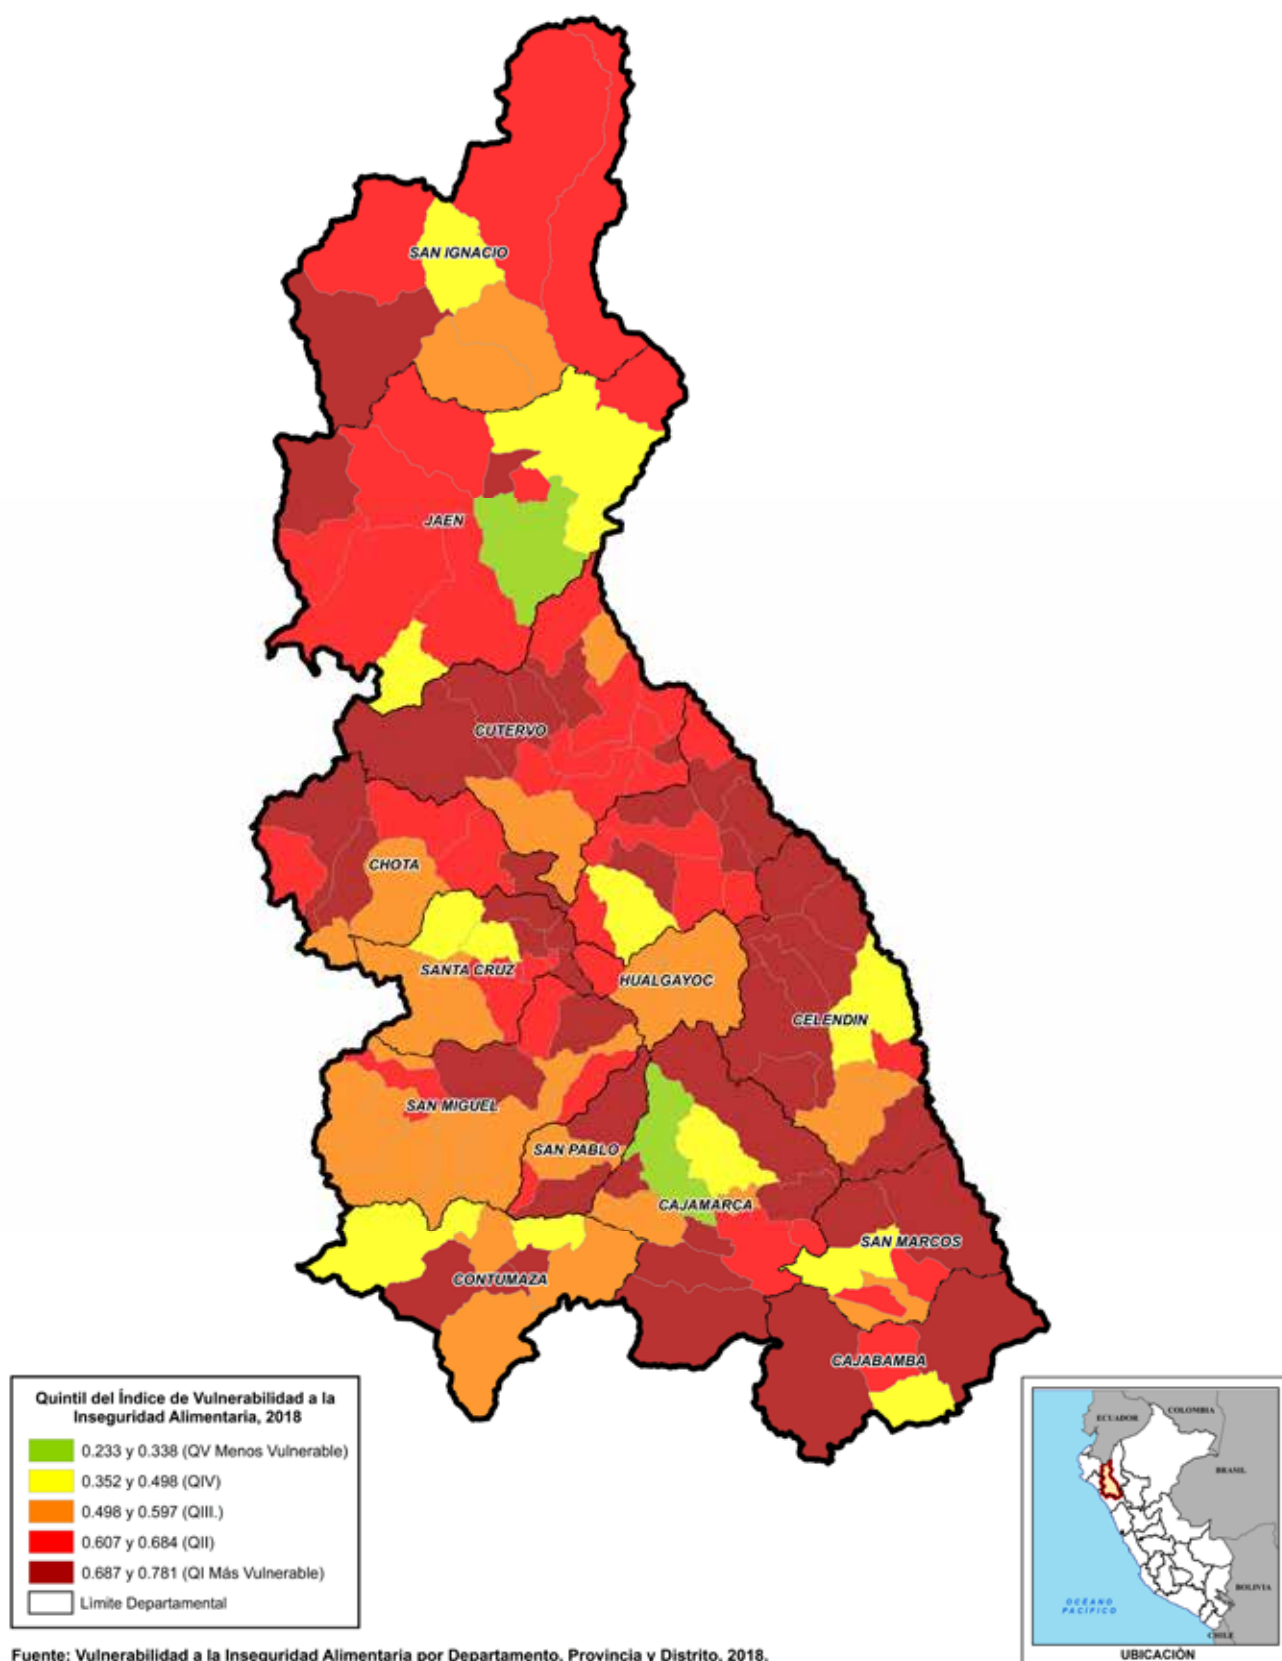 SAN IGNACIO
JAEN
CUTERVO
CHOTA
SANTA CRUZ
HUALGAYOC
CELENDIN
SAN MIGUEL
SAN PABLO
CAJAMARCA
SAN MARCOS
CONTUMAZA
CAJABAMBA
Quintil del Índice de Vulnerabilidad a la
Inseguridad Alimentaria, 2018
0.233 y 0.338 (QV Menos Vulnerable)
0.352 y 0.498 (QIV)
0.498 y 0.597 (QIII.)
0.607 y 0.684 (QII)
0.687 y 0.781 (QI Más Vulnerable)
Límite Departamental
ECUADOR
COLOMBIA
BRASIL
BOLIVIA
OCÉANO
PACÍFICO
CHILE
UBICACIÓN
Fuente: Vulnerabilidad a la Inseguridad Alimentaria por Departamento, Provincia y Distrito, 2018.